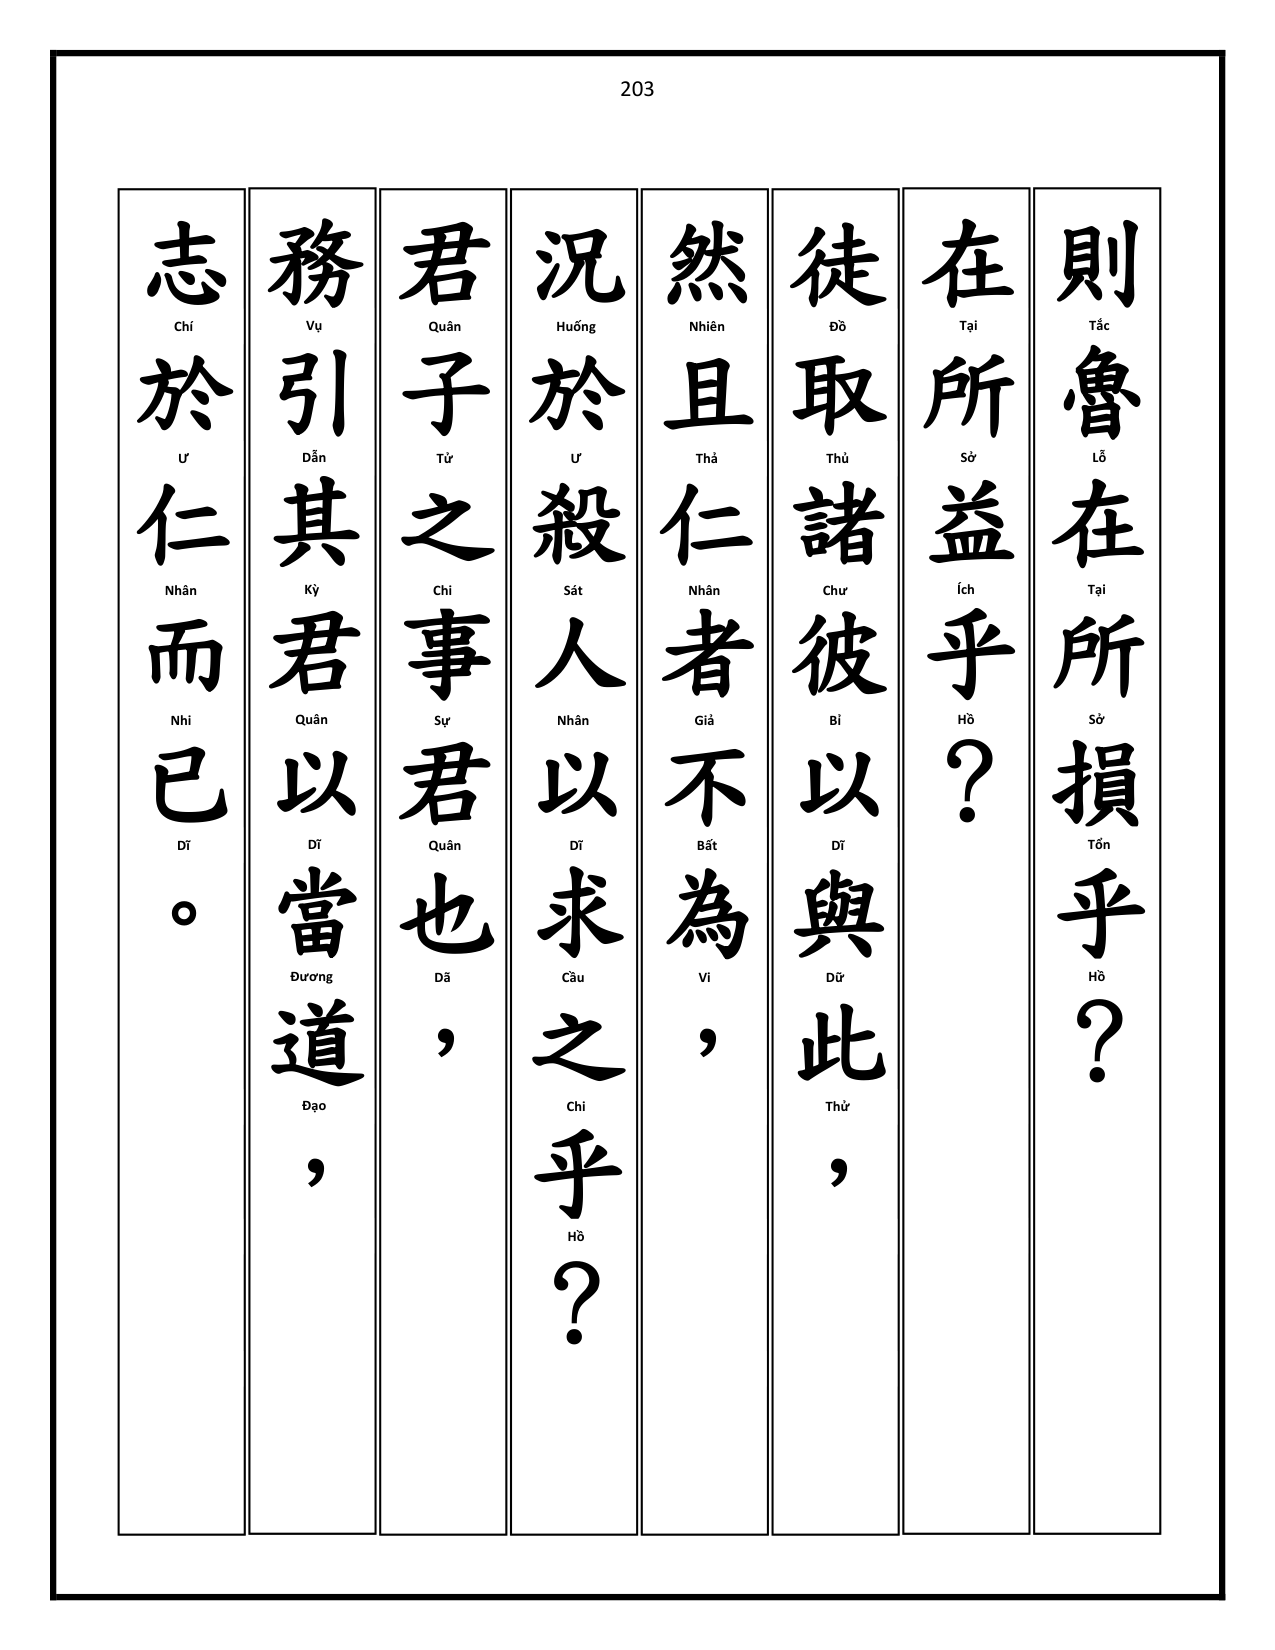 203
則魯在所損乎？
Tắc Lỗ Tại Sở Tổn Hồ
在所益乎？
Tại Sở Ích Hồ
徒取諸彼以與此，
Đồ Thủ Chư Bỉ Dĩ Dữ Thử
然且仁者不為，
Nhiên Thả Nhân Giả Bất Vi
況於殺人以求之乎？
Huống Ư Sát Nhân Dĩ Cầu Chi Hồ
君子之事君也，
Quân Tử Chi Sự Quân Dã
務引其君以當道，
Vụ Dẫn Kỳ Quân Dĩ Đương Đạo
志於仁而已。
Chí Ư Nhân Nhi Dĩ